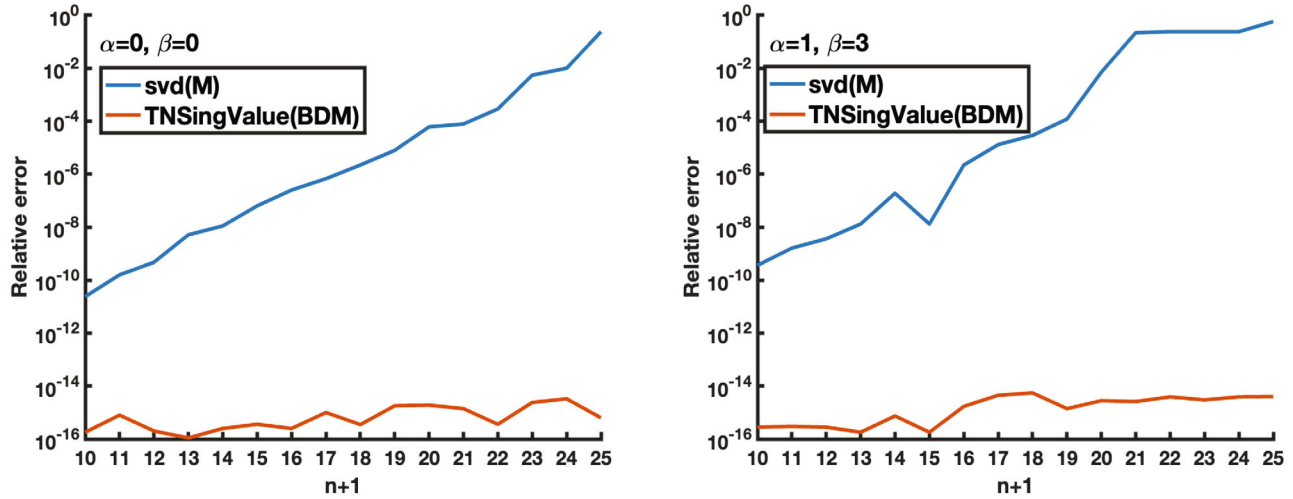 α=0, β=0
svd(M)
TNSingValue(BDM)
Relative error
10^0
10^-2
10^-4
10^-6
10^-8
10^-10
10^-12
10^-14
10^-16
10 11 12 13 14 15 16 17 18 19 20 21 22 23 24 25
n+1
α=1, β=3
svd(M)
TNSingValue(BDM)
Relative error
10^0
10^-2
10^-4
10^-6
10^-8
10^-10
10^-12
10^-14
10^-16
10 11 12 13 14 15 16 17 18 19 20 21 22 23 24 25
n+1